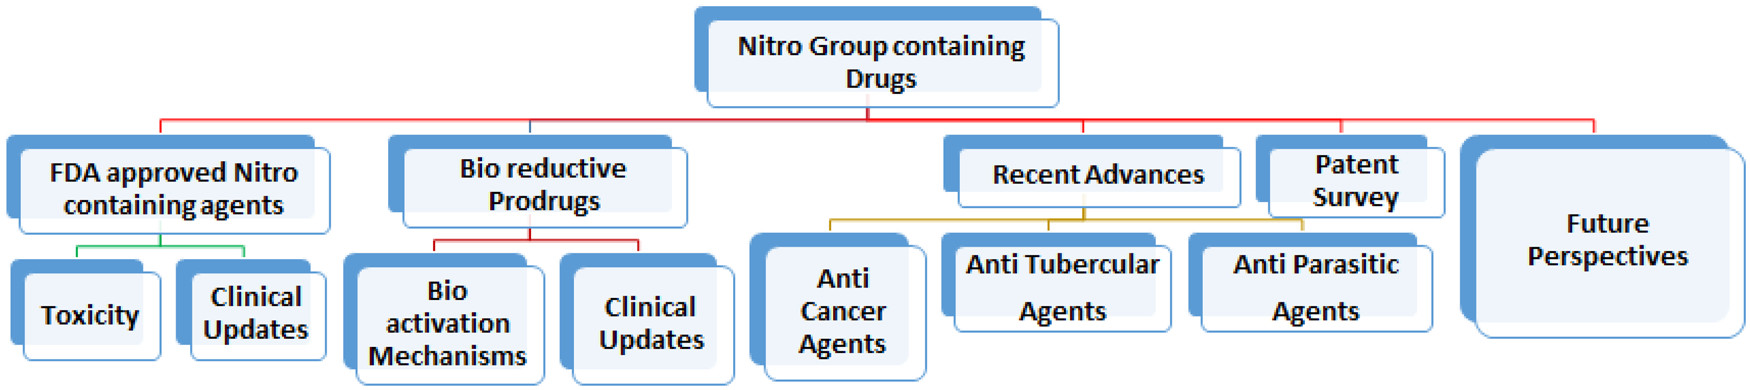 Nitro Group containing
Drugs
FDA approved Nitro
containing agents
Bio reductive
Prodrugs
Recent Advances
Patent
Survey
Future
Perspectives
Toxicity
Clinical
Updates
Bio
activation
Mechanisms
Clinical
Updates
Anti
Cancer
Agents
Anti Tubercular
Agents
Anti Parasitic
Agents